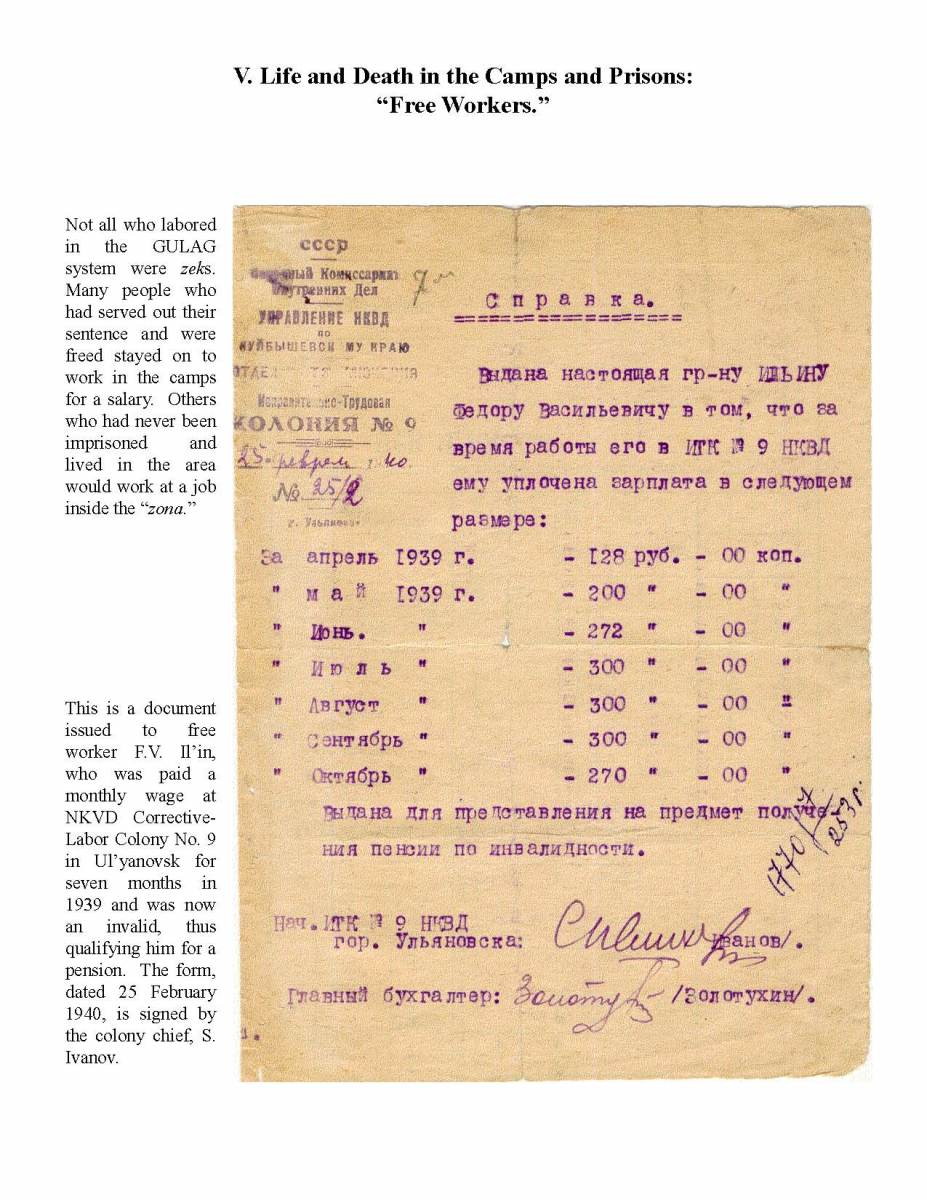 V. Life and Death in the Camps and Prisons:
“Free Workers.”
Not all who labored
in the GULAG
system were zeks.
Many people who
had served out their
sentence and were
freed stayed on to
work in the camps
for a salary. Others
who had never been
imprisoned and
lived in the area
would work at a job
inside the “zona.”
This is a document
issued to free
worker F.V. Il’in,
who was paid a
monthly wage at
NKVD Corrective-
Labor Colony No. 9
in Ul’yanovsk for
seven months in
1939 and was now
an invalid, thus
qualifying him for a
pension. The form,
dated 25 February
1940, is signed by
the colony chief, S.
Ivanov.
СССР
Комиссариат
Внутренних Дел
УПРАВЛЕНИЕ НКВД
по
КРАЮ
Исправительно-Трудовая
КОЛОНИЯ № 9
25 февраля 40
№ 25/2
Справка.
Выдана настоящая гр-ну ИЛЬИНУ
Федору Васильевичу в том, что за
время работы его в ИТК № 9 НКВД
ему уплочена зарплата в следующем
размере:
За апрель 1939 г. - 128 руб. - 00 коп.
" май 1939 г. - 200 " - 00 "
" Июнь. " - 272 " - 00 "
" Июль " - 300 " - 00 "
" Август " - 300 " - 00 "
" Сентябрь " - 300 " - 00 "
" Октябрь " - 270 " - 00 "
Выдана для представления на предмет получе-
ния пенсии по инвалидности.
Нач. ИТК № 9 НКВД
гор. Ульяновска: Иванов/.
Главный бухгалтер: /Золотухин/.